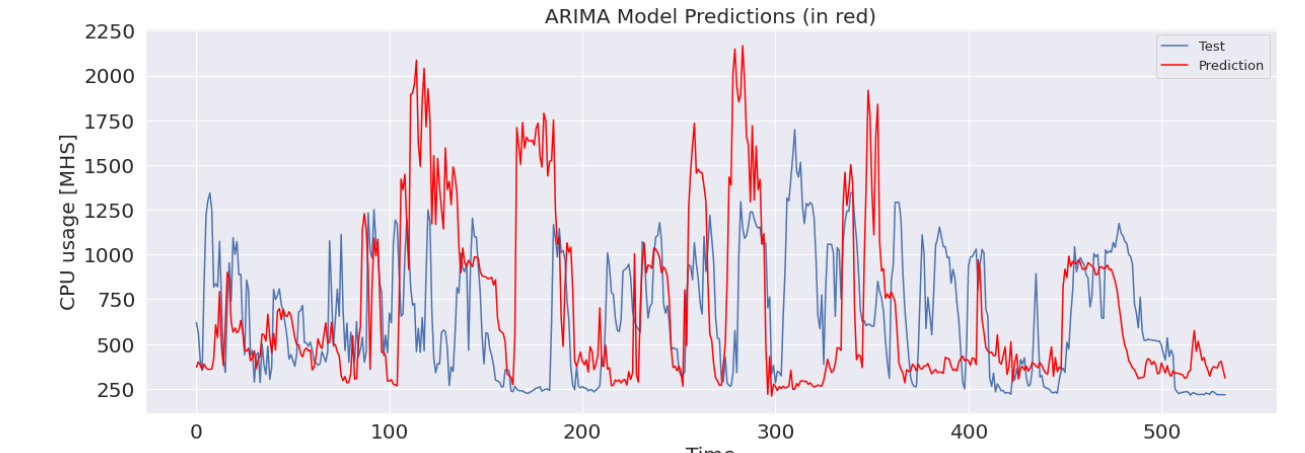 ARIMA Model Predictions (in red)
2250
2000
1750
1500
1250
1000
750
500
250
CPU usage [MHS]
Test
Prediction
0 100 200 300 400 500
Time